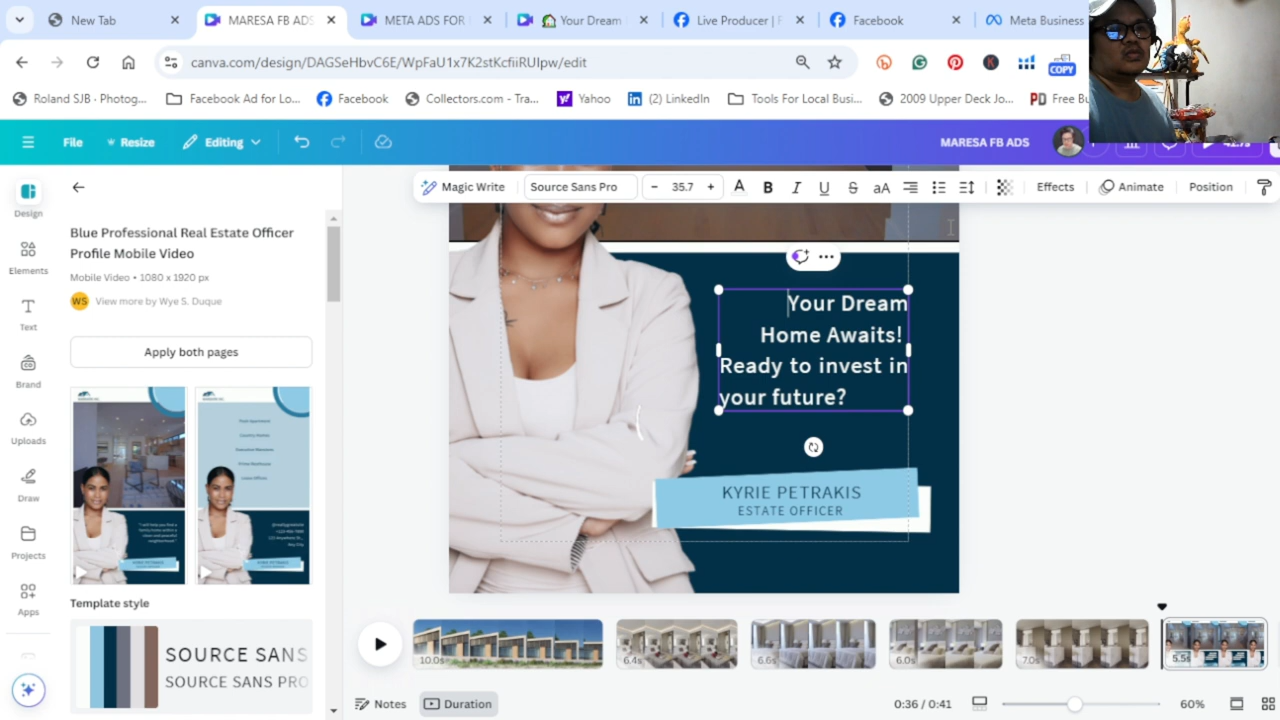 New Tab
MARESA FB ADS
META ADS FOR
Your Dream
Live Producer | F
Facebook
Meta Business
canva.com/design/DAGSeHbvC6E/WpFaU1x7K2stKcfiiRUIpw/edit
COPY
Roland SJB · Photog...
Facebook Ad for Lo...
Facebook
Collectors.com - Tra...
Yahoo
(2) LinkedIn
Tools For Local Busi...
2009 Upper Deck Jo...
Free Bu
File
Resize
Editing
MARESA FB ADS
Magic Write
Source Sans Pro
– 35.7 +
A
B
I
U
S
aA
Effects
Animate
Position
Design
Elements
Text
Brand
Uploads
Draw
Projects
Apps
Blue Professional Real Estate Officer
Profile Mobile Video
Mobile Video • 1080 x 1920 px
WS
View more by Wye S. Duque
Apply both pages
Template style
SOURCE SANS
SOURCE SANS PRO
Your Dream
Home Awaits!
Ready to invest in
your future?
KYRIE PETRAKIS
ESTATE OFFICER
10.0s
6.4s
6.6s
6.0s
7.0s
5.5s
Notes
Duration
0:36 / 0:41
60%